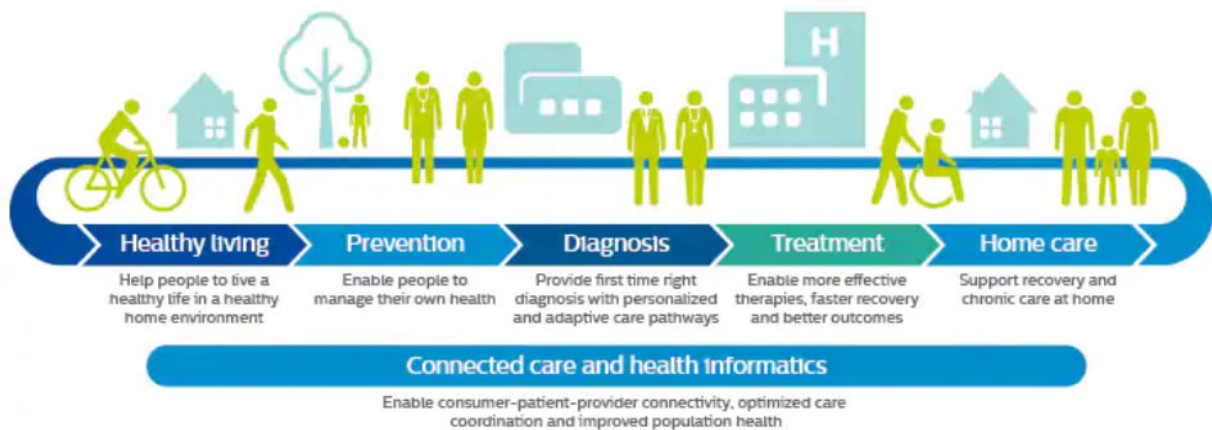 H
Healthy living
Help people to live a
healthy life in a healthy
home environment
Prevention
Enable people to
manage their own health
Diagnosis
Provide first time right
diagnosis with personalized
and adaptive care pathways
Treatment
Enable more effective
therapies, faster recovery
and better outcomes
Home care
Support recovery and
chronic care at home
Connected care and health informatics
Enable consumer-patient-provider connectivity, optimized care
coordination and improved population health